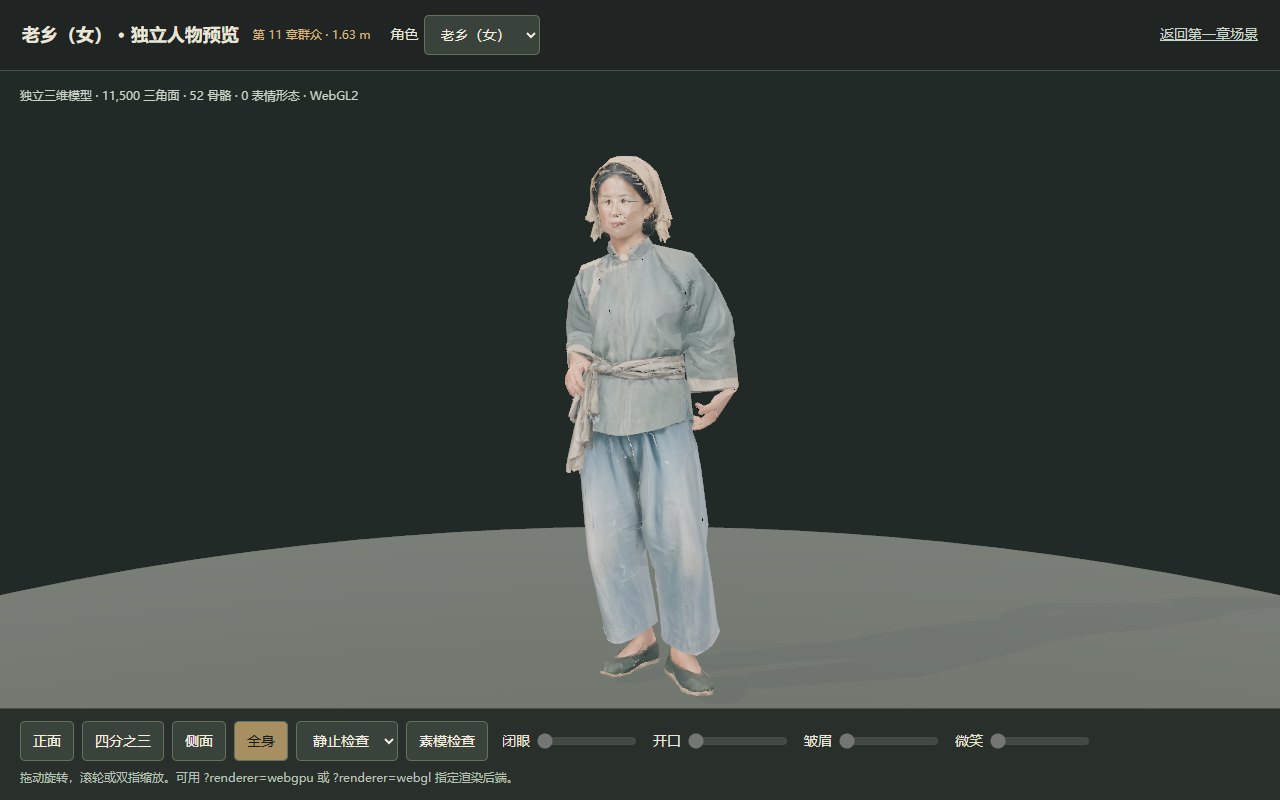 老乡（女） • 独立人物预览 第 11 章群众 · 1.63 m 角色 老乡（女） 返回第一章场景
独立三维模型 · 11,500 三角面 · 52 骨骼 · 0 表情形态 · WebGL2
正面 四分之三 侧面 全身 静止检查 素模检查 闭眼 开口 皱眉 微笑
拖动旋转，滚轮或双指缩放。可用 ?renderer=webgpu 或 ?renderer=webgl 指定渲染后端。